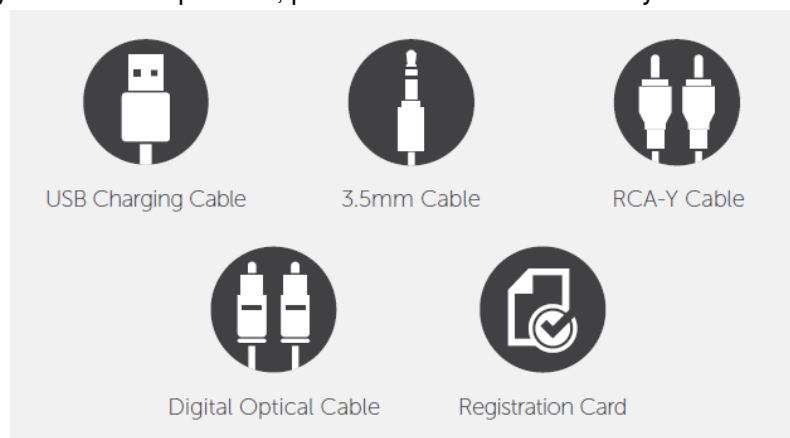 USB Charging Cable
3.5mm Cable
RCA-Y Cable
Digital Optical Cable
Registration Card